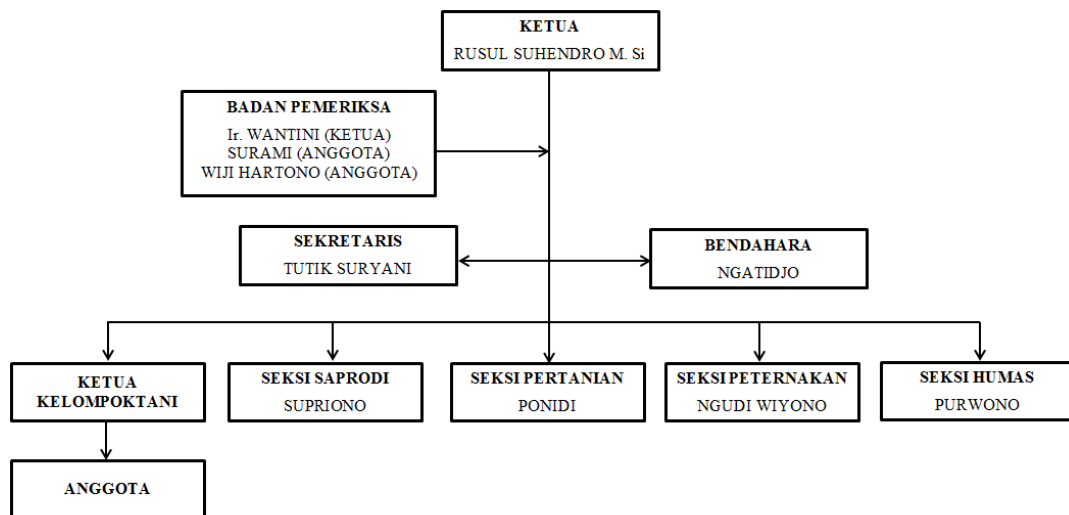 KETUA
RUSUL SUHENDRO M. Si
BADAN PEMERIKSA
Ir. WANTINI (KETUA)
SURAMI (ANGGOTA)
WIJI HARTONO (ANGGOTA)
SEKRETARIS
TUTIK SURYANI
BENDAHARA
NGATIDJO
KETUA
KELOMPOKTANI
SEKSI SAPRODI
SUPRIONO
SEKSI PERTANIAN
PONIDI
SEKSI PETERNAKAN
NGUDI WIYONO
SEKSI HUMAS
PURWONO
ANGGOTA